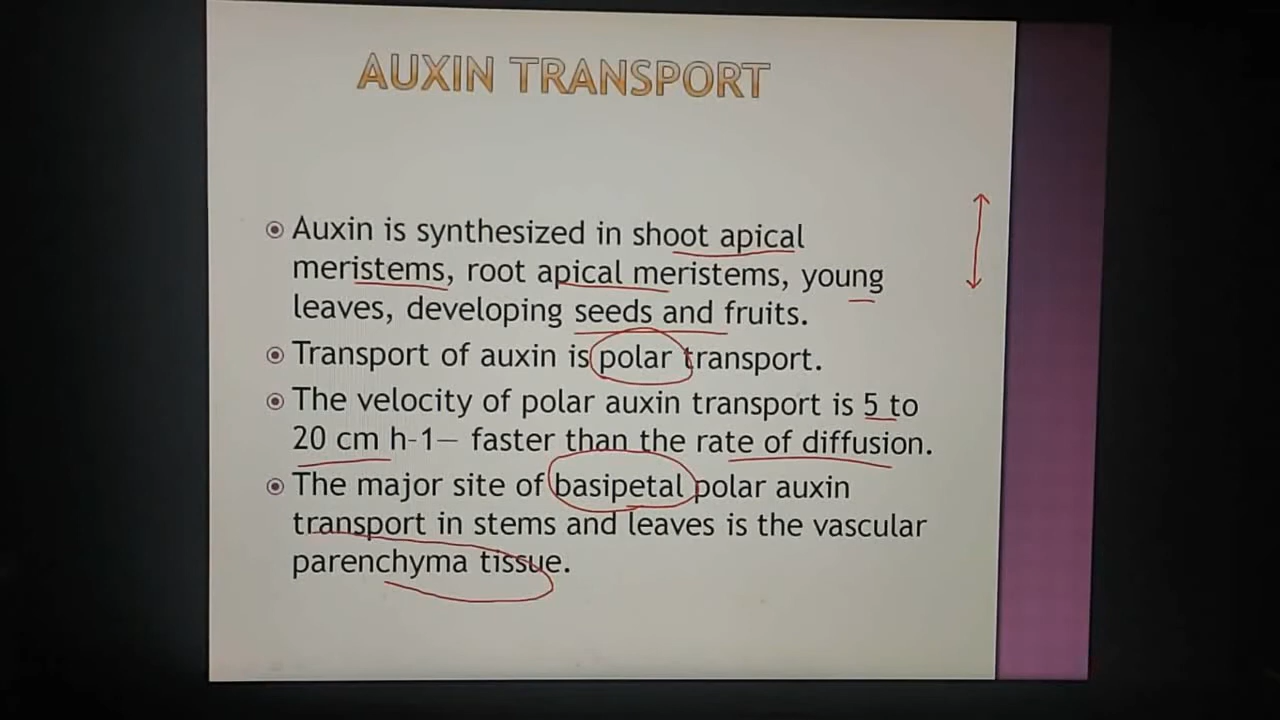 AUXIN TRANSPORT
Auxin is synthesized in shoot apical
meristems, root apical meristems, young
leaves, developing seeds and fruits.
Transport of auxin is polar transport.
The velocity of polar auxin transport is 5 to
20 cm h-1— faster than the rate of diffusion.
The major site of basipetal polar auxin
transport in stems and leaves is the vascular
parenchyma tissue.